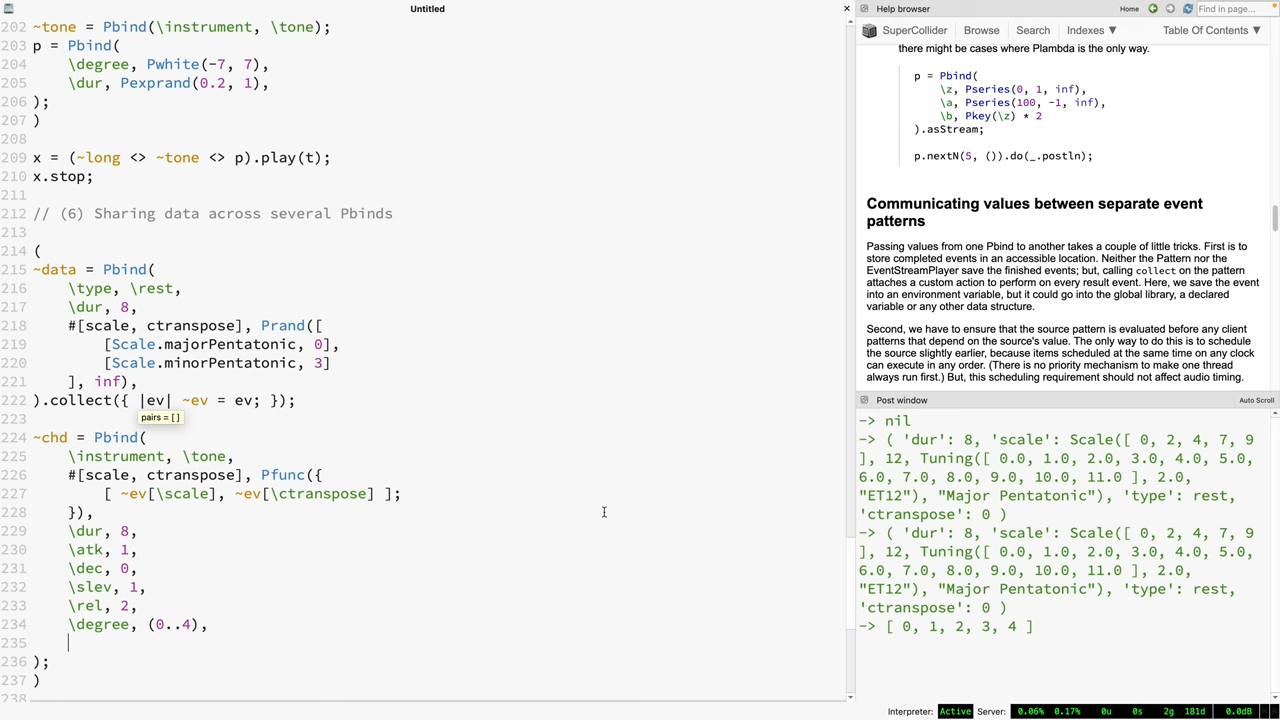 Untitled
202 ~tone = Pbind(\instrument, \tone);
203 p = Pbind(
204 \degree, Pwhite(-7, 7),
205 \dur, Pexprand(0.2, 1),
206 );
207 )
208
209 x = (~long <> ~tone <> p).play(t);
210 x.stop;
211
212 // (6) Sharing data across several Pbinds
213
214 (
215 ~data = Pbind(
216 \type, \rest,
217 \dur, 8,
218 #[scale, ctranspose], Prand([
219 [Scale.majorPentatonic, 0],
220 [Scale.minorPentatonic, 3]
221 ], inf),
222 ).collect({ |ev| ~ev = ev; });
pairs = [ ]
223
224 ~chd = Pbind(
225 \instrument, \tone,
226 #[scale, ctranspose], Pfunc({
227 [ ~ev[\scale], ~ev[\ctranspose] ];
228 }),
229 \dur, 8,
230 \atk, 1,
231 \dec, 0,
232 \slev, 1,
233 \rel, 2,
234 \degree, (0..4),
235
236 );
237 )
238
Help browser
Home
Find in page...
SuperCollider Browse Search Indexes ▼ Table Of Contents ▼
there might be cases where Plambda is the only way.
p = Pbind(
\z, Pseries(0, 1, inf),
\a, Pseries(100, -1, inf),
\b, Pkey(\z) * 2
).asStream;
p.nextN(5, ()).do(_.postln);
Communicating values between separate event
patterns
Passing values from one Pbind to another takes a couple of little tricks. First is to
store completed events in an accessible location. Neither the Pattern nor the
EventStreamPlayer save the finished events; but, calling collect on the pattern
attaches a custom action to perform on every result event. Here, we save the event
into an environment variable, but it could go into the global library, a declared
variable or any other data structure.
Second, we have to ensure that the source pattern is evaluated before any client
patterns that depend on the source's value. The only way to do this is to schedule
the source slightly earlier, because items scheduled at the same time on any clock
can execute in any order. (There is no priority mechanism to make one thread
always run first.) But, this scheduling requirement should not affect audio timing.
Post window
Auto Scroll
-> nil
-> ( 'dur': 8, 'scale': Scale([ 0, 2, 4, 7, 9
], 12, Tuning([ 0.0, 1.0, 2.0, 3.0, 4.0, 5.0,
6.0, 7.0, 8.0, 9.0, 10.0, 11.0 ], 2.0,
"ET12"), "Major Pentatonic"), 'type': rest,
'ctranspose': 0 )
-> ( 'dur': 8, 'scale': Scale([ 0, 2, 4, 7, 9
], 12, Tuning([ 0.0, 1.0, 2.0, 3.0, 4.0, 5.0,
6.0, 7.0, 8.0, 9.0, 10.0, 11.0 ], 2.0,
"ET12"), "Major Pentatonic"), 'type': rest,
'ctranspose': 0 )
-> [ 0, 1, 2, 3, 4 ]
Interpreter: Active Server: 0.06% 0.17% 0u 0s 2g 181d 0.0dB